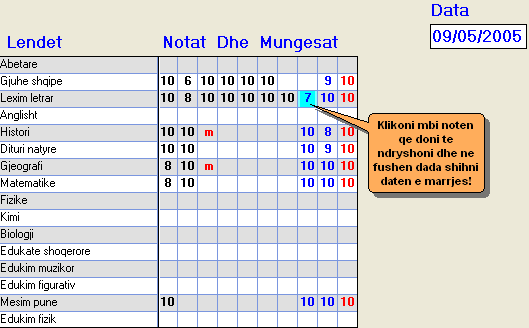 Data
09/05/2005
Lendet Notat Dhe Mungesat
Abetare
Gjuhe shqipe 10 6 10 10 10 10 9 10
Lexim letrar 10 8 10 10 10 10 10 7 10 10
Anglisht
Histori 10 10 m 10 8 10
Dituri natyre 10 10 10 9 10
Gjeografi 8 10 m 10 10 10
Matematike 8 10 10 10 10
Fizike
Kimi
Biologji
Edukate shoqerore
Edukim muzikor
Edukim figurativ
Mesim pune 10 10 10 10
Edukim fizik
Klikoni mbi noten
qe doni te
ndryshoni dhe ne
fushen dada shihni
daten e marrjes!